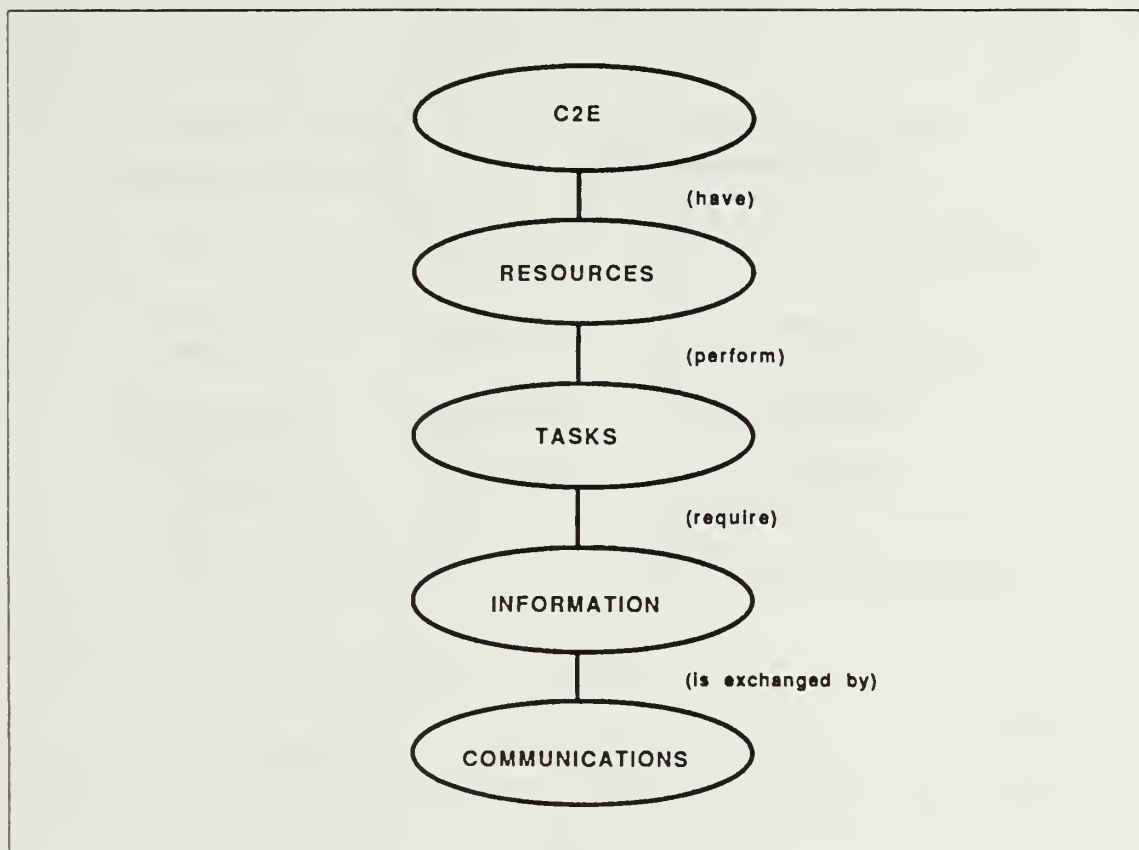 C2E
(have)
RESOURCES
(perform)
TASKS
(require)
INFORMATION
(is exchanged by)
COMMUNICATIONS